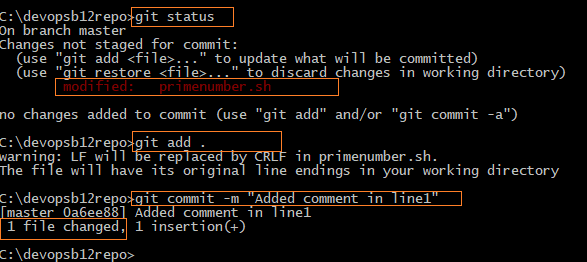 C:\devopsb12repo>git status
On branch master
Changes not staged for commit:
  (use "git add <file>..." to update what will be committed)
  (use "git restore <file>..." to discard changes in working directory)
        modified:   primenumber.sh
no changes added to commit (use "git add" and/or "git commit -a")
C:\devopsb12repo>git add .
warning: LF will be replaced by CRLF in primenumber.sh.
The file will have its original line endings in your working directory
C:\devopsb12repo>git commit -m "Added comment in line1"
[master 0a6ee88] Added comment in line1
 1 file changed, 1 insertion(+)
C:\devopsb12repo>